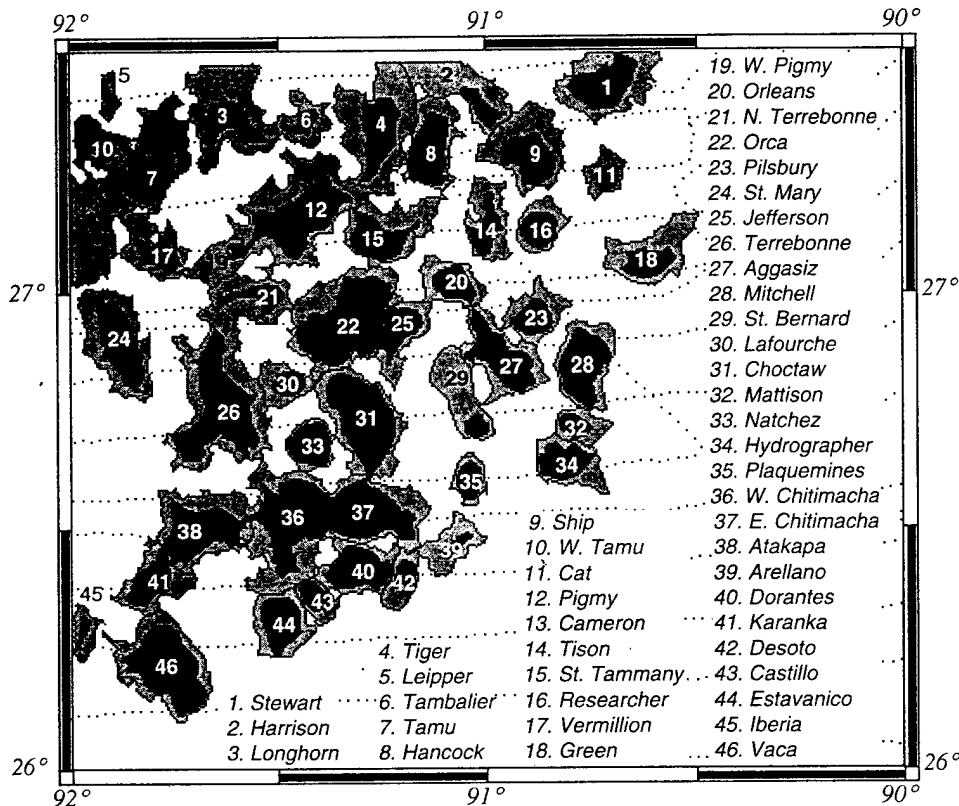 92°
91°
90°
5
2
1
3
6
4
10
8
9
7
11
12
14
16
15
17
18
27°
27°
20
21
22
25
23
24
27
28
29
30
26
31
32
33
34
35
36
37
38
39
40
41
42
45
43
44
46
1. Stewart
2. Harrison
3. Longhorn
4. Tiger
5. Leipper
6. Tambalier
7. Tamu
8. Hancock
9. Ship
10. W. Tamu
11. Cat
12. Pigmy
13. Cameron
14. Tison
15. St. Tammany
16. Researcher
17. Vermillion
18. Green
19. W. Pigmy
20. Orleans
21. N. Terrebonne
22. Orca
23. Pilsbury
24. St. Mary
25. Jefferson
26. Terrebonne
27. Aggasiz
28. Mitchell
29. St. Bernard
30. Lafourche
31. Choctaw
32. Mattison
33. Natchez
34. Hydrographer
35. Plaquemines
36. W. Chitimacha
37. E. Chitimacha
38. Atakapa
39. Arellano
40. Dorantes
41. Karanka
42. Desoto
43. Castillo
44. Estavanico
45. Iberia
46. Vaca
26°
26°
92°
91°
90°